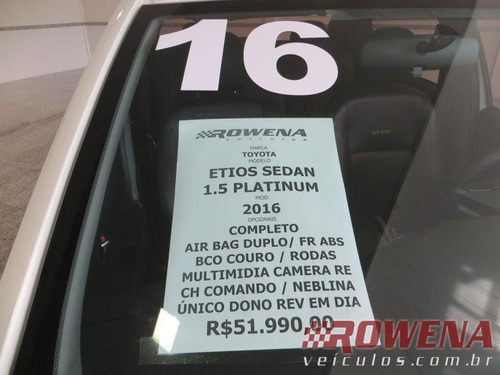 16
ROWENA
VEÍCULOS
MARCA
TOYOTA
MODELO
ETIOS SEDAN
1.5 PLATINUM
MOD
2016
OPCIONAIS
COMPLETO
AIR BAG DUPLO/ FR ABS
BCO COURO / RODAS
MULTIMIDIA CAMERA RE
CH COMANDO / NEBLINA
ÚNICO DONO REV EM DIA
R$51.990,00
ROWENA
veículos.com.br